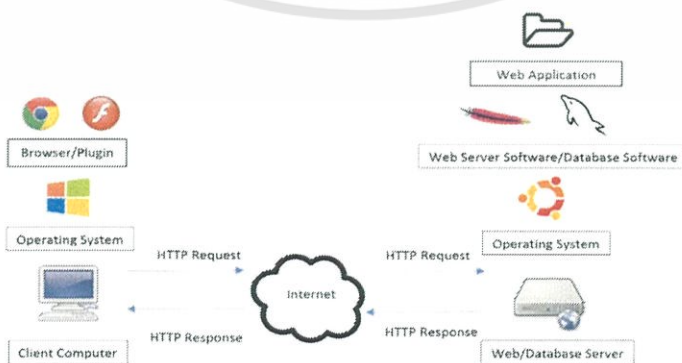 Web Application
Browser/Plugin
Web Server Software/Database Software
Operating System
Operating System
HTTP Request
HTTP Request
Internet
HTTP Response
HTTP Response
Client Computer
Web/Database Server